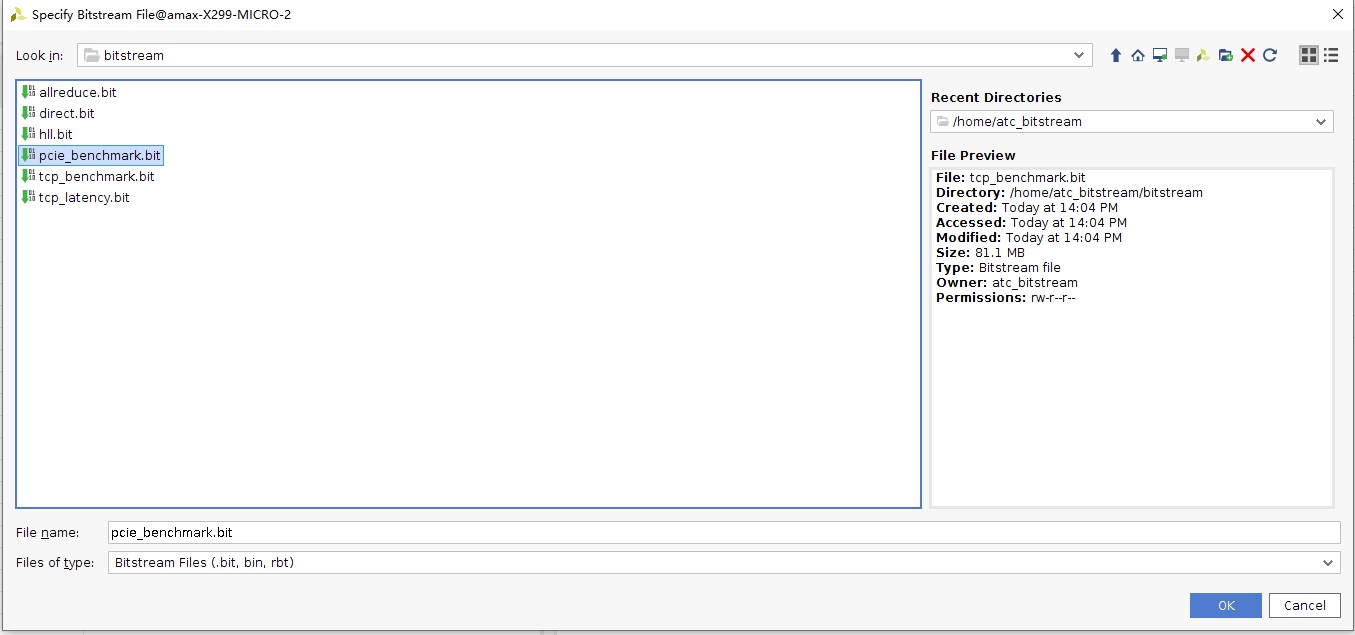 Specify Bitstream File@amax-X299-MICRO-2
Look in: bitstream
allreduce.bit
direct.bit
hll.bit
pcie_benchmark.bit
tcp_benchmark.bit
tcp_latency.bit
Recent Directories
/home/atc_bitstream
File Preview
File: tcp_benchmark.bit
Directory: /home/atc_bitstream/bitstream
Created: Today at 14:04 PM
Accessed: Today at 14:04 PM
Modified: Today at 14:04 PM
Size: 81.1 MB
Type: Bitstream file
Owner: atc_bitstream
Permissions: rw-r--r--
File name: pcie_benchmark.bit
Files of type: Bitstream Files (.bit, bin, rbt)
OK Cancel